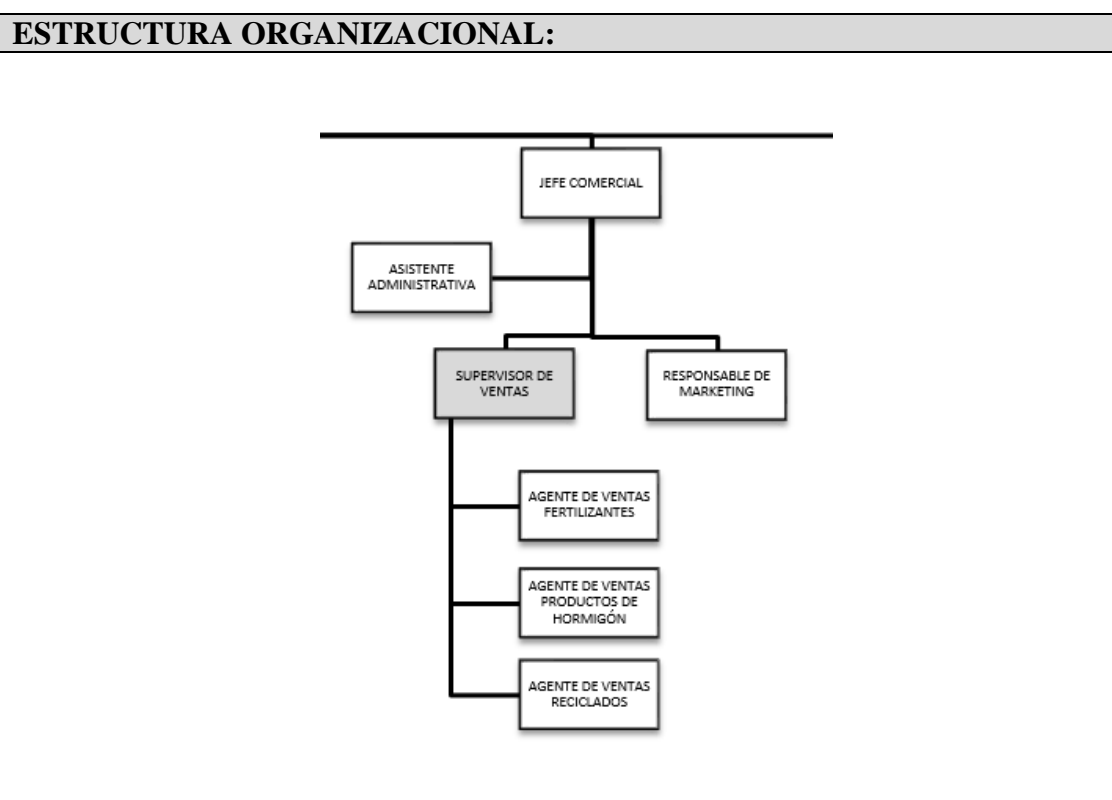 ESTRUCTURA ORGANIZACIONAL:
JEFE COMERCIAL
ASISTENTE
ADMINISTRATIVA
SUPERVISOR DE
VENTAS
RESPONSABLE DE
MARKETING
AGENTE DE VENTAS
FERTILIZANTES
AGENTE DE VENTAS
PRODUCTOS DE
HORMIGÓN
AGENTE DE VENTAS
RECICLADOS